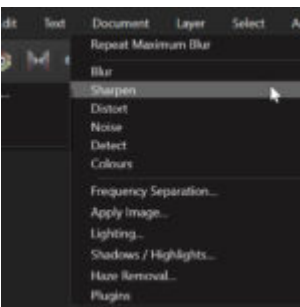 dit Text Document Layer Select A
Repeat Maximum Blur
Blur
Sharpen
Distort
Noise
Detect
Colours
Frequency Separation...
Apply Image...
Lighting...
Shadows / Highlights...
Haze Removal...
Plugins